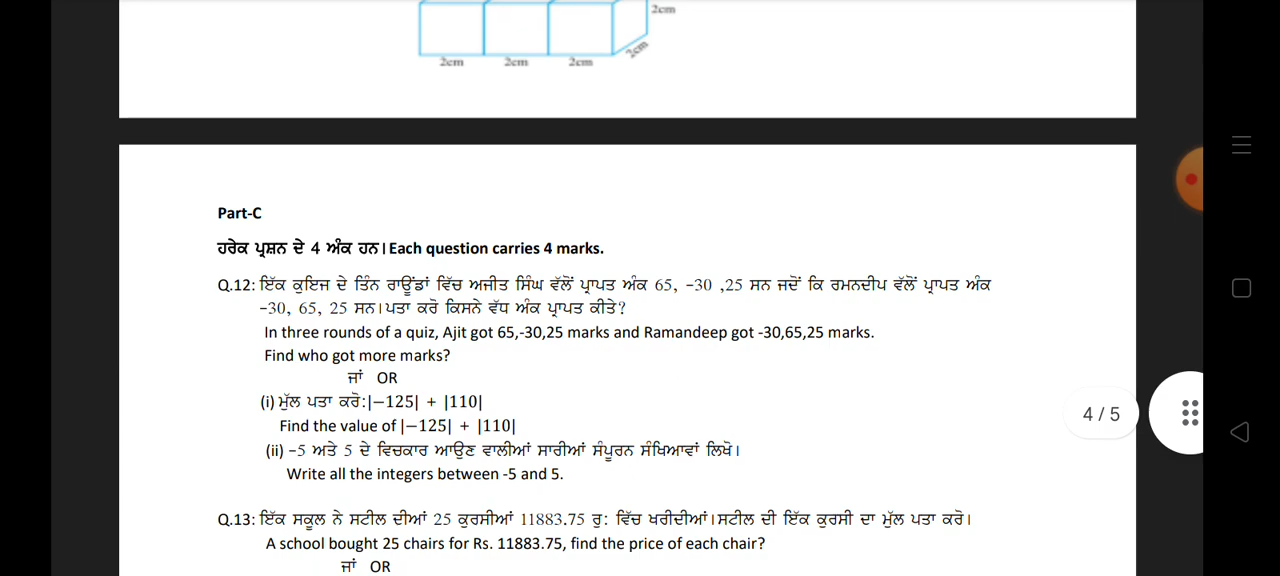 2cm
2cm
2cm 2cm 2cm
Part-C
ਹਰੇਕ ਪ੍ਰਸ਼ਨ ਦੇ 4 ਅੰਕ ਹਨ।Each question carries 4 marks.
Q.12: ਇੱਕ ਕੁਇਜ ਦੇ ਤਿੰਨ ਰਾਊਂਡਾਂ ਵਿੱਚ ਅਜੀਤ ਸਿੰਘ ਵੱਲੋਂ ਪ੍ਰਾਪਤ ਅੰਕ 65, -30 ,25 ਸਨ ਜਦੋਂ ਕਿ ਰਮਨਦੀਪ ਵੱਲੋਂ ਪ੍ਰਾਪਤ ਅੰਕ
-30, 65, 25 ਸਨ।ਪਤਾ ਕਰੋ ਕਿਸਨੇ ਵੱਧ ਅੰਕ ਪ੍ਰਾਪਤ ਕੀਤੇ?
In three rounds of a quiz, Ajit got 65,-30,25 marks and Ramandeep got -30,65,25 marks.
Find who got more marks?
ਜਾਂ OR
(i) ਮੁੱਲ ਪਤਾ ਕਰੋ:|−125| + |110|
Find the value of |−125| + |110|
4 / 5
(ii) -5 ਅਤੇ 5 ਦੇ ਵਿਚਕਾਰ ਆਉਣ ਵਾਲੀਆਂ ਸਾਰੀਆਂ ਸੰਪੂਰਨ ਸੰਖਿਆਵਾਂ ਲਿਖੋ।
Write all the integers between -5 and 5.
Q.13: ਇੱਕ ਸਕੂਲ ਨੇ ਸਟੀਲ ਦੀਆਂ 25 ਕੁਰਸੀਆਂ 11883.75 ਰੁ: ਵਿੱਚ ਖਰੀਦੀਆਂ।ਸਟੀਲ ਦੀ ਇੱਕ ਕੁਰਸੀ ਦਾ ਮੁੱਲ ਪਤਾ ਕਰੋ।
A school bought 25 chairs for Rs. 11883.75, find the price of each chair?
ਜਾਂ OR